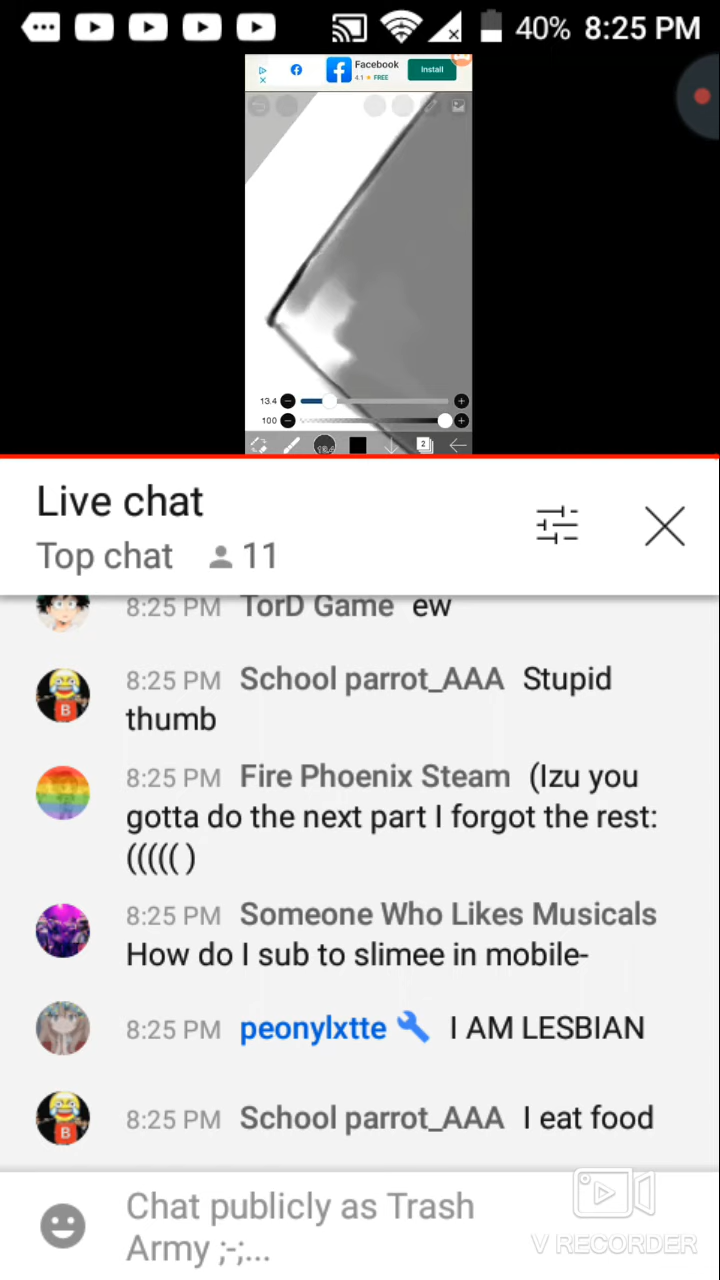 40% 8:25 PM
Facebook
4.1 ★ FREE
Install
13.4
100
13.4
2
Live chat
Top chat 11
8:25 PM TorD Game ew
8:25 PM School parrot_AAA Stupid
thumb
B
8:25 PM Fire Phoenix Steam (Izu you
gotta do the next part I forgot the rest:
((((( )
8:25 PM Someone Who Likes Musicals
How do I sub to slimee in mobile-
8:25 PM peonylxtte I AM LESBIAN
8:25 PM School parrot_AAA I eat food
B
Chat publicly as Trash
Army ;-;...
V RECORDER